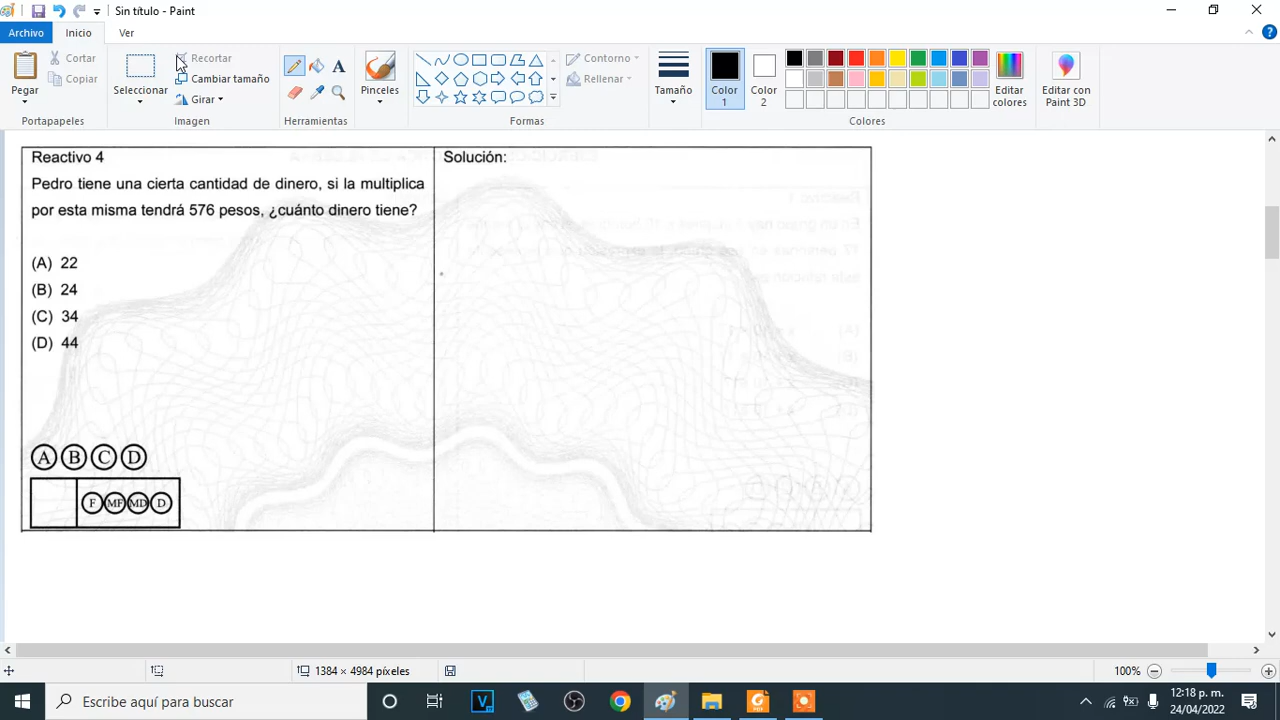 Sin título - Paint
Archivo
Inicio
Ver
Pegar
Cortar
Copiar
Portapapeles
Seleccionar
Recortar
Cambiar tamaño
Girar
Imagen
A
Herramientas
Pinceles
Contorno
Rellenar
Formas
Tamaño
Color 1
Color 2
Editar colores
Editar con Paint 3D
Colores
Reactivo 4
Pedro tiene una cierta cantidad de dinero, si la multiplica
por esta misma tendrá 576 pesos, ¿cuánto dinero tiene?
(A) 22
(B) 24
(C) 34
(D) 44
A B C D
F MF MD D
Solución:
1384 × 4984 píxeles
100%
Escribe aquí para buscar
12:18 p. m.
24/04/2022